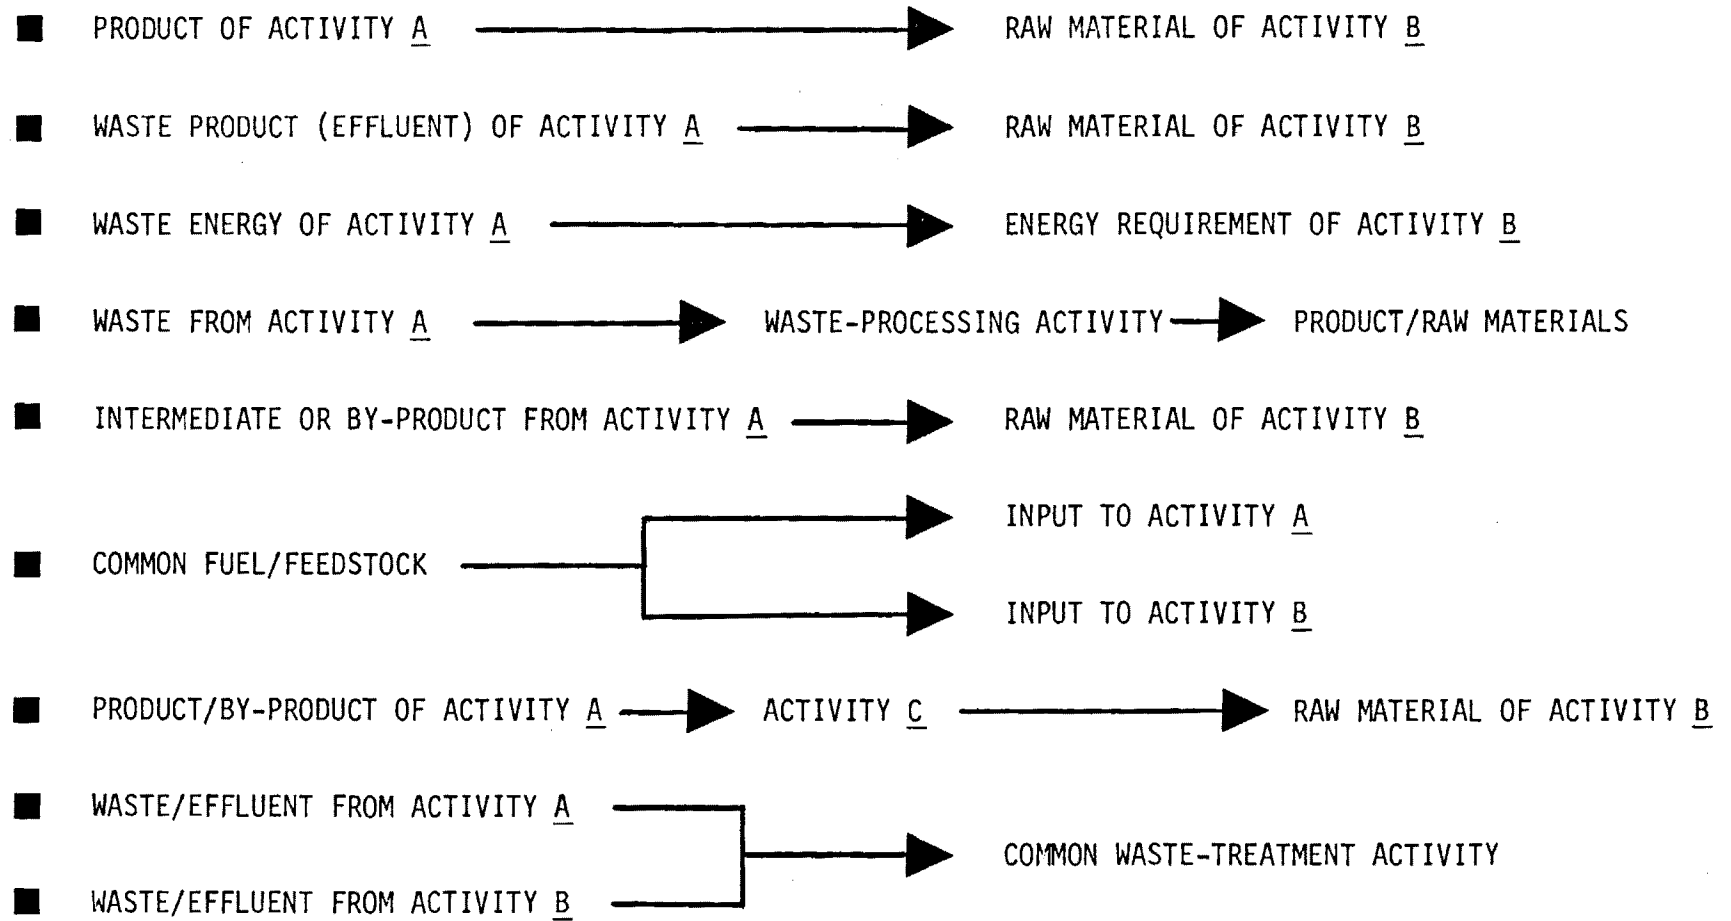 PRODUCT OF ACTIVITY A RAW MATERIAL OF ACTIVITY B
WASTE PRODUCT (EFFLUENT) OF ACTIVITY A RAW MATERIAL OF ACTIVITY B
WASTE ENERGY OF ACTIVITY A ENERGY REQUIREMENT OF ACTIVITY B
WASTE FROM ACTIVITY A WASTE-PROCESSING ACTIVITY PRODUCT/RAW MATERIALS
INTERMEDIATE OR BY-PRODUCT FROM ACTIVITY A RAW MATERIAL OF ACTIVITY B
INPUT TO ACTIVITY A
COMMON FUEL/FEEDSTOCK
INPUT TO ACTIVITY B
PRODUCT/BY-PRODUCT OF ACTIVITY A ACTIVITY C RAW MATERIAL OF ACTIVITY B
WASTE/EFFLUENT FROM ACTIVITY A
COMMON WASTE-TREATMENT ACTIVITY
WASTE/EFFLUENT FROM ACTIVITY B